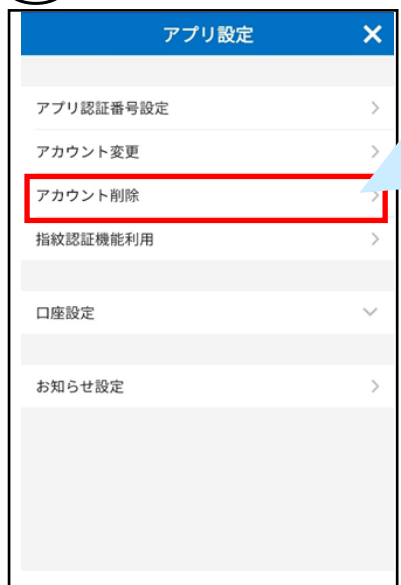 アプリ設定
アプリ認証番号設定
アカウント変更
アカウント削除
指紋認証機能利用
口座設定
お知らせ設定